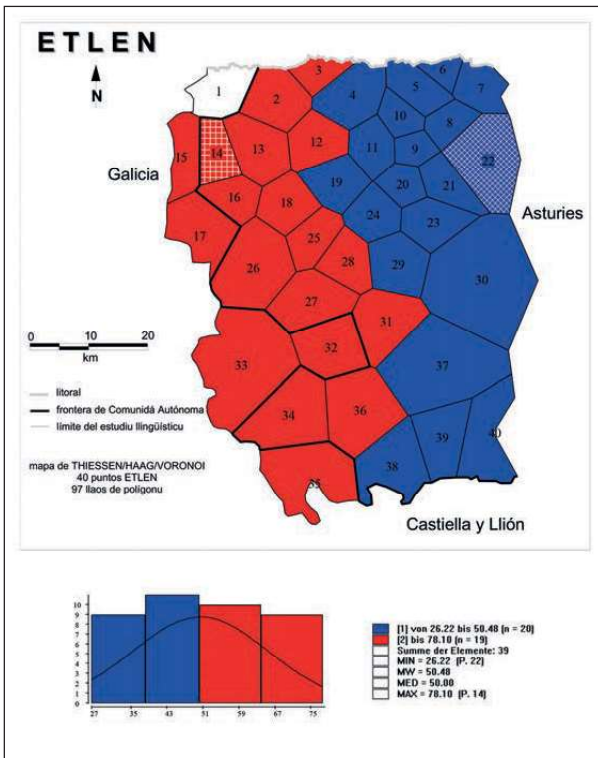 ETLEN
N
Galicia
Asturies
Castiella y Llión
1
2
3
4
5
6
7
8
9
10
11
12
13
14
15
16
17
18
19
20
21
22
23
24
25
26
27
28
29
30
31
32
33
34
35
36
37
38
39
40
0 10 20
km
litoral
frontera de Comunidá Autónoma
límite del estudiu llingüísticu
mapa de THIESSEN/HAAG/VORONOI
40 puntos ETLEN
97 llaos de polígonu
10
9
8
7
6
5
4
3
2
1
0
27 35 43 51 59 67 75
[1] von 26.22 bis 50.48 (n = 20)
[2] bis 78.10 (n = 19)
Summe der Elemente: 39
MIN = 26.22 (P. 22)
MW = 50.48
MED = 50.00
MAX = 78.10 (P. 14)